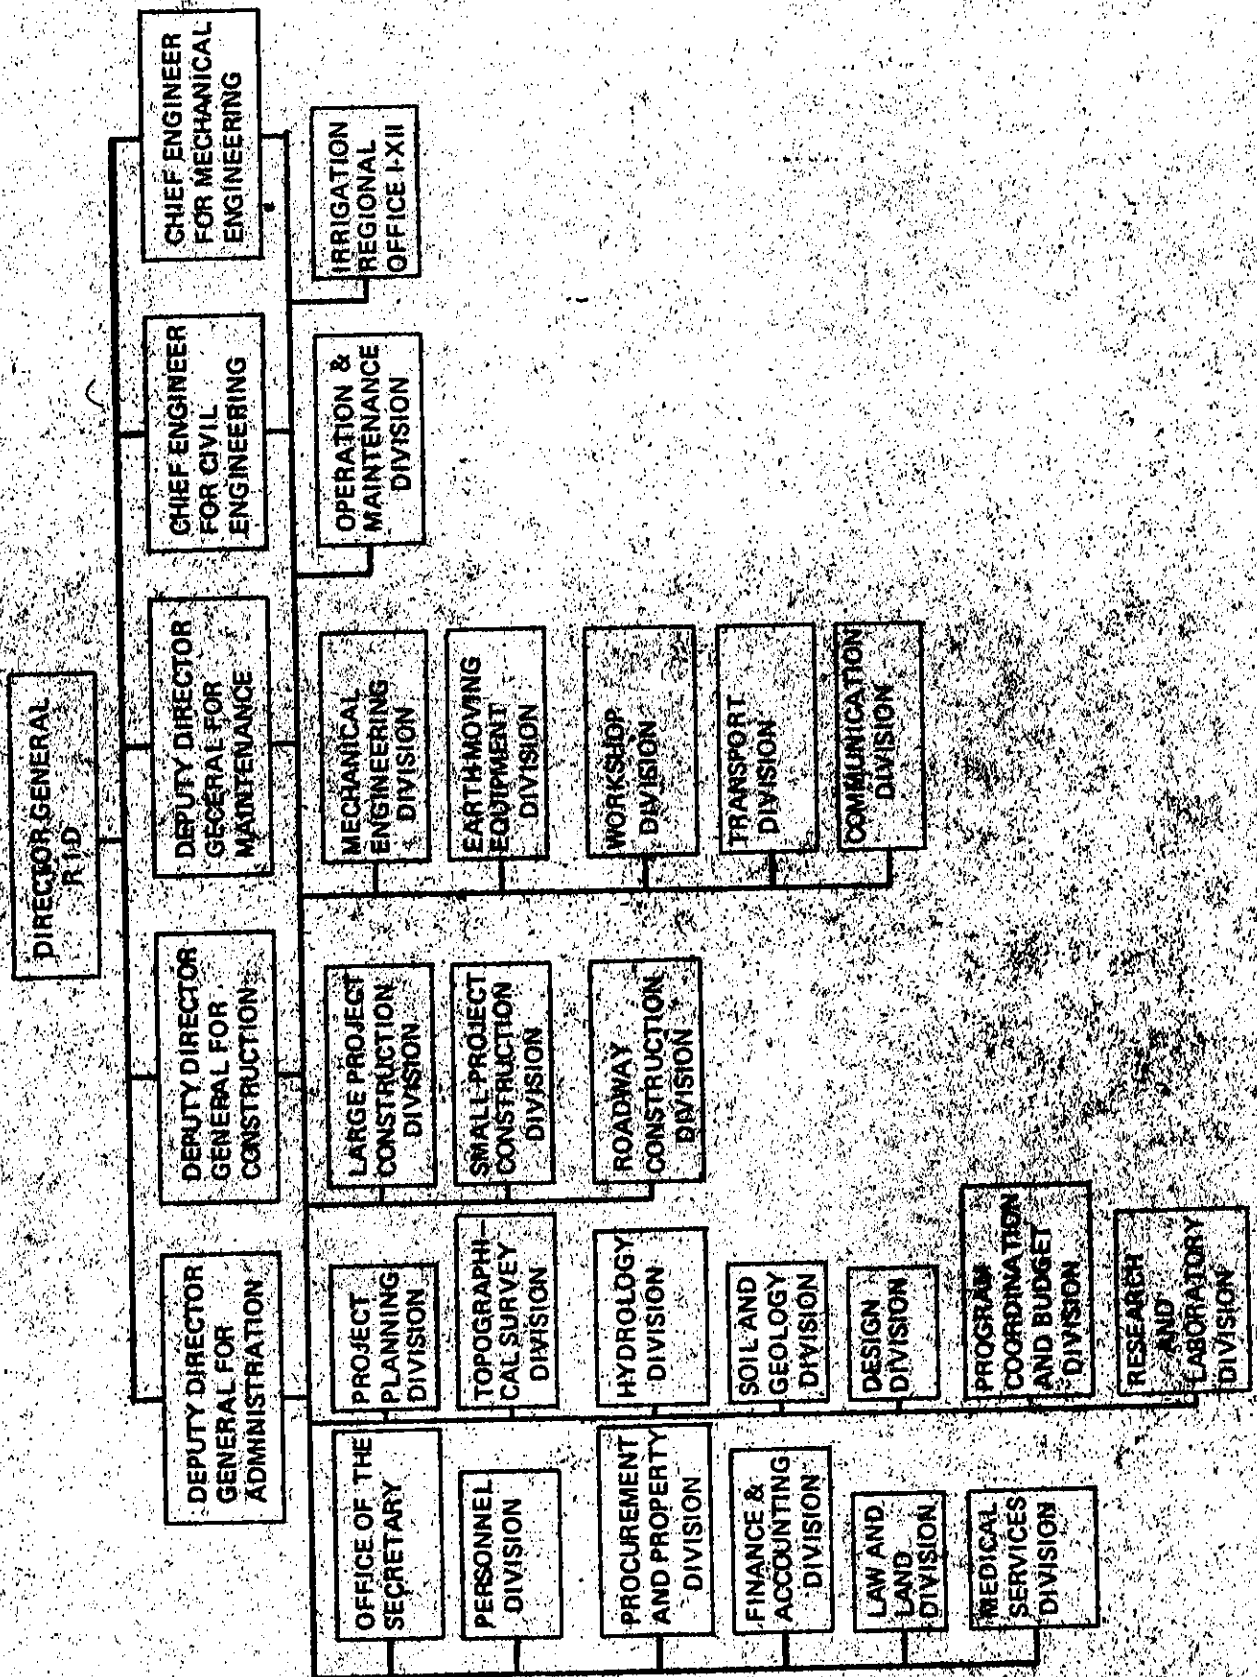 DIRECTOR GENERAL
RID
DEPUTY DIRECTOR
GENERAL FOR
ADMINISTRATION
DEPUTY DIRECTOR
GENERAL FOR
CONSTRUCTION
DEPUTY DIRECTOR
GECERAL FOR
MAINTENANCE
CHIEF ENGINEER
FOR CIVIL
ENGINEERING
CHIEF ENGINEER
FOR MECHANICAL
ENGINEERING
OFFICE OF THE
SECRETARY
PERSONNEL
DIVISION
PROCUREMENT
AND PROPERTY
DIVISION
FINANCE &
ACCOUNTING
DIVISION
LAW AND
LAND
DIVISION
MEDICAL
SERVICES
DIVISION
PROJECT
PLANNING
DIVISION
TOPOGRAPHI-
CAL SURVEY
DIVISION
HYDROLOGY
DIVISION
SOIL AND
GEOLOGY
DIVISION
DESIGN
DIVISION
PROGRAM
COORDINATION
AND BUDGET
DIVISION
RESEARCH
AND
LABORATORY
DIVISION
LARGE PROJECT
CONSTRUCTION
DIVISION
SMALL-PROJECT
CONSTRUCTION
DIVISION
ROADWAY
CONSTRUCTION
DIVISION
MECHANICAL
ENGINEERING
DIVISION
EARTH-MOVING
EQUIPMENT
DIVISION
WORKSHOP
DIVISION
TRANSPORT
DIVISION
COMMUNICATION
DIVISION
OPERATION &
MAINTENANCE
DIVISION
IRRIGATION
REGIONAL
OFFICE I-XII